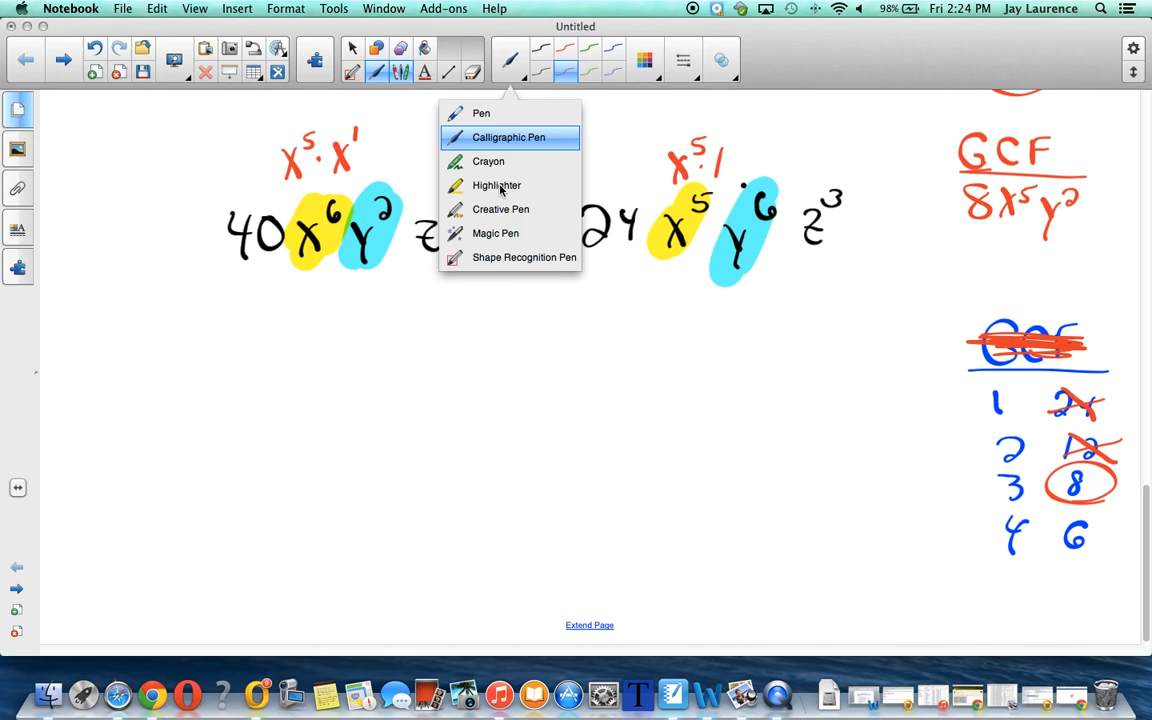 Notebook File Edit View Insert Format Tools Window Add-ons Help 98% Fri 2:24 PM Jay Laurence
Untitled
Pen
Calligraphic Pen
Crayon
Highlighter
Creative Pen
Magic Pen
Shape Recognition Pen
x⁵·x¹
x⁵·1
40x⁶y²z
24x⁵y⁶z³
GCF
8x⁵y²
GCF
1 24
2 12
3 8
4 6
Extend Page